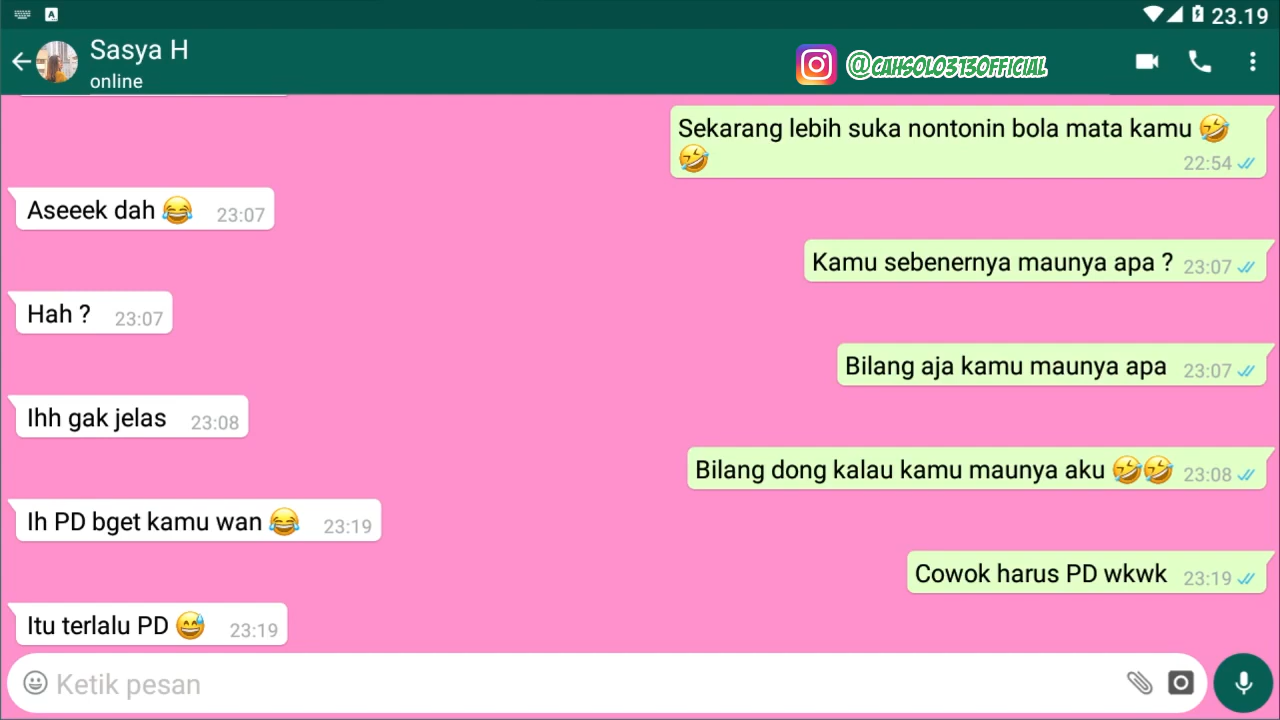 23.19
Sasya H
online
@CAHSOLO313OFFICIAL
Sekarang lebih suka nontonin bola mata kamu 🤣
🤣 22:54
Aseeek dah 😂 23:07
Kamu sebenernya maunya apa ? 23:07
Hah ? 23:07
Bilang aja kamu maunya apa 23:07
Ihh gak jelas 23:08
Bilang dong kalau kamu maunya aku 🤣🤣 23:08
Ih PD bget kamu wan 😂 23:19
Cowok harus PD wkwk 23:19
Itu terlalu PD 😅 23:19
Ketik pesan